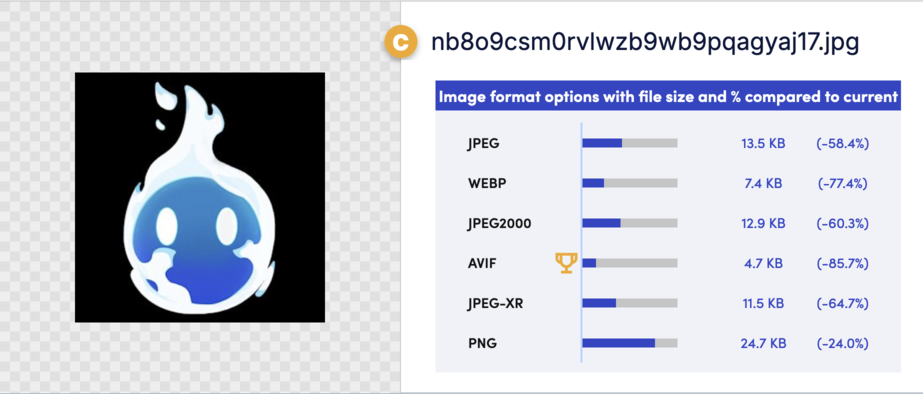 C nb8o9csm0rvlwzb9wb9pqagyaj17.jpg
Image format options with file size and % compared to current
JPEG 13.5 KB (-58.4%)
WEBP 7.4 KB (-77.4%)
JPEG2000 12.9 KB (-60.3%)
AVIF 4.7 KB (-85.7%)
JPEG-XR 11.5 KB (-64.7%)
PNG 24.7 KB (-24.0%)